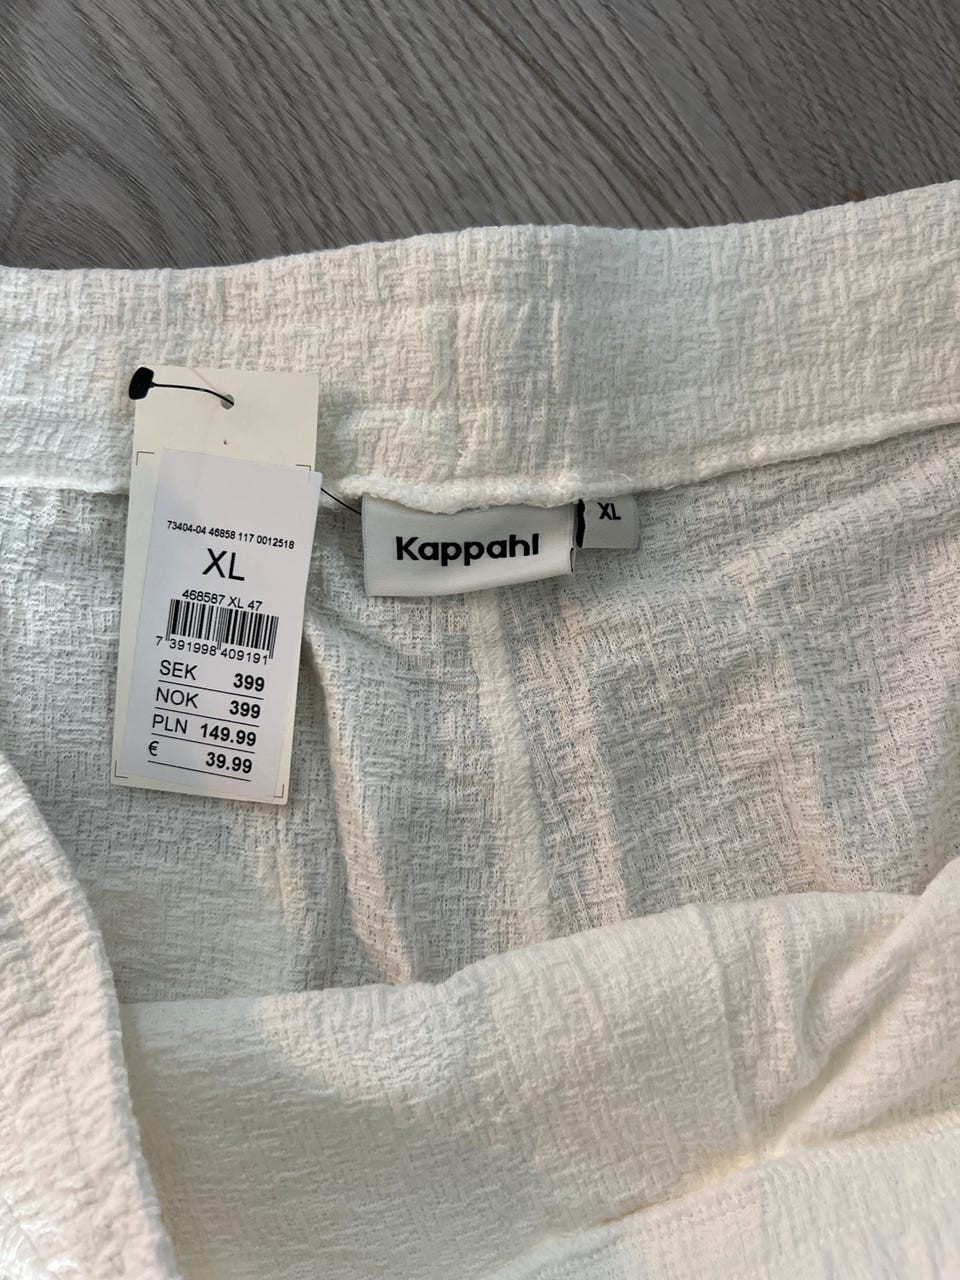 73404-04 46858 117 0012518
XL
468587 XL 47
7 391998 409191
SEK 399
NOK 399
PLN 149.99
€ 39.99
Kappahl
XL